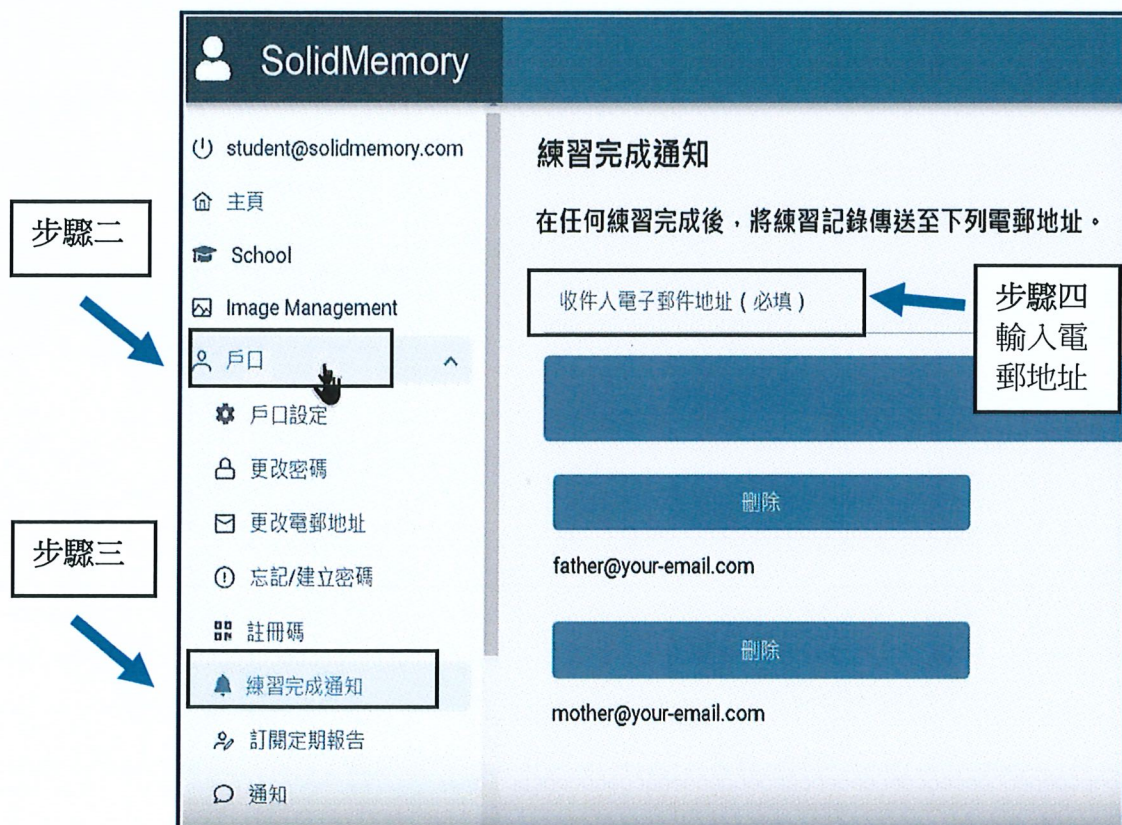 SolidMemory
student@solidmemory.com
主頁
School
Image Management
戶口
戶口設定
更改密碼
更改電郵地址
忘記/建立密碼
註冊碼
練習完成通知
訂閱定期報告
通知
步驟二
步驟三
練習完成通知
在任何練習完成後，將練習記錄傳送至下列電郵地址。
收件人電子郵件地址（必填）
步驟四
輸入電
郵地址
刪除
father@your-email.com
刪除
mother@your-email.com